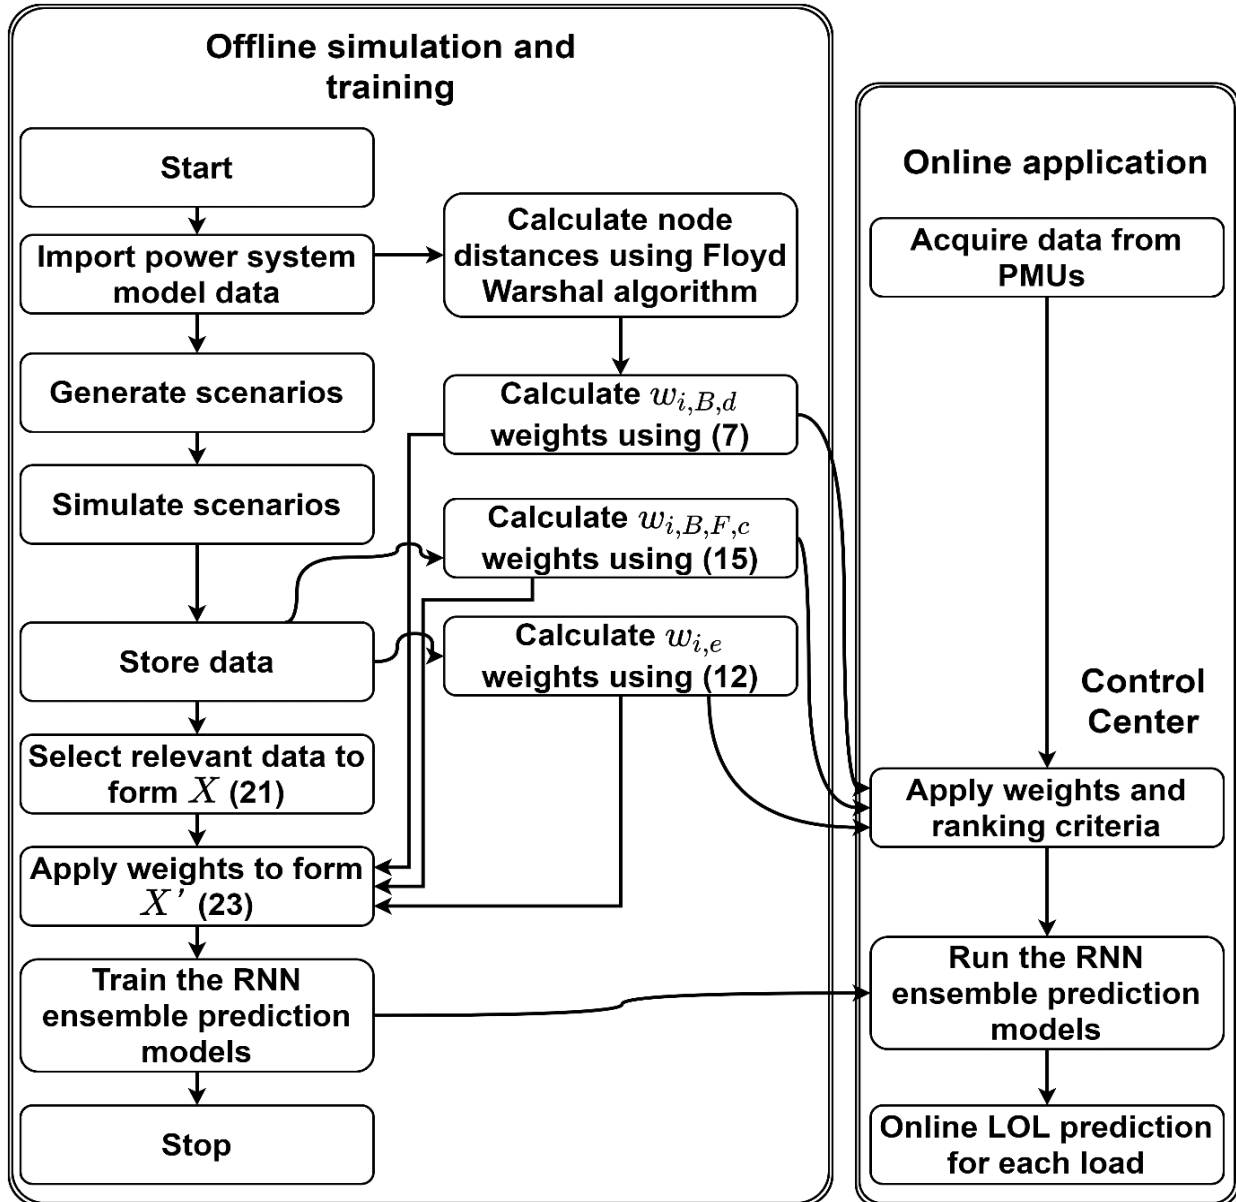 Offline simulation and
training
Start
Import power system
model data
Generate scenarios
Simulate scenarios
Store data
Select relevant data to
form X (21)
Apply weights to form
X' (23)
Train the RNN
ensemble prediction
models
Stop
Calculate node
distances using Floyd
Warshal algorithm
Calculate w_{i,B,d}
weights using (7)
Calculate w_{i,B,F,c}
weights using (15)
Calculate w_{i,e}
weights using (12)
Online application
Acquire data from
PMUs
Control
Center
Apply weights and
ranking criteria
Run the RNN
ensemble prediction
models
Online LOL prediction
for each load